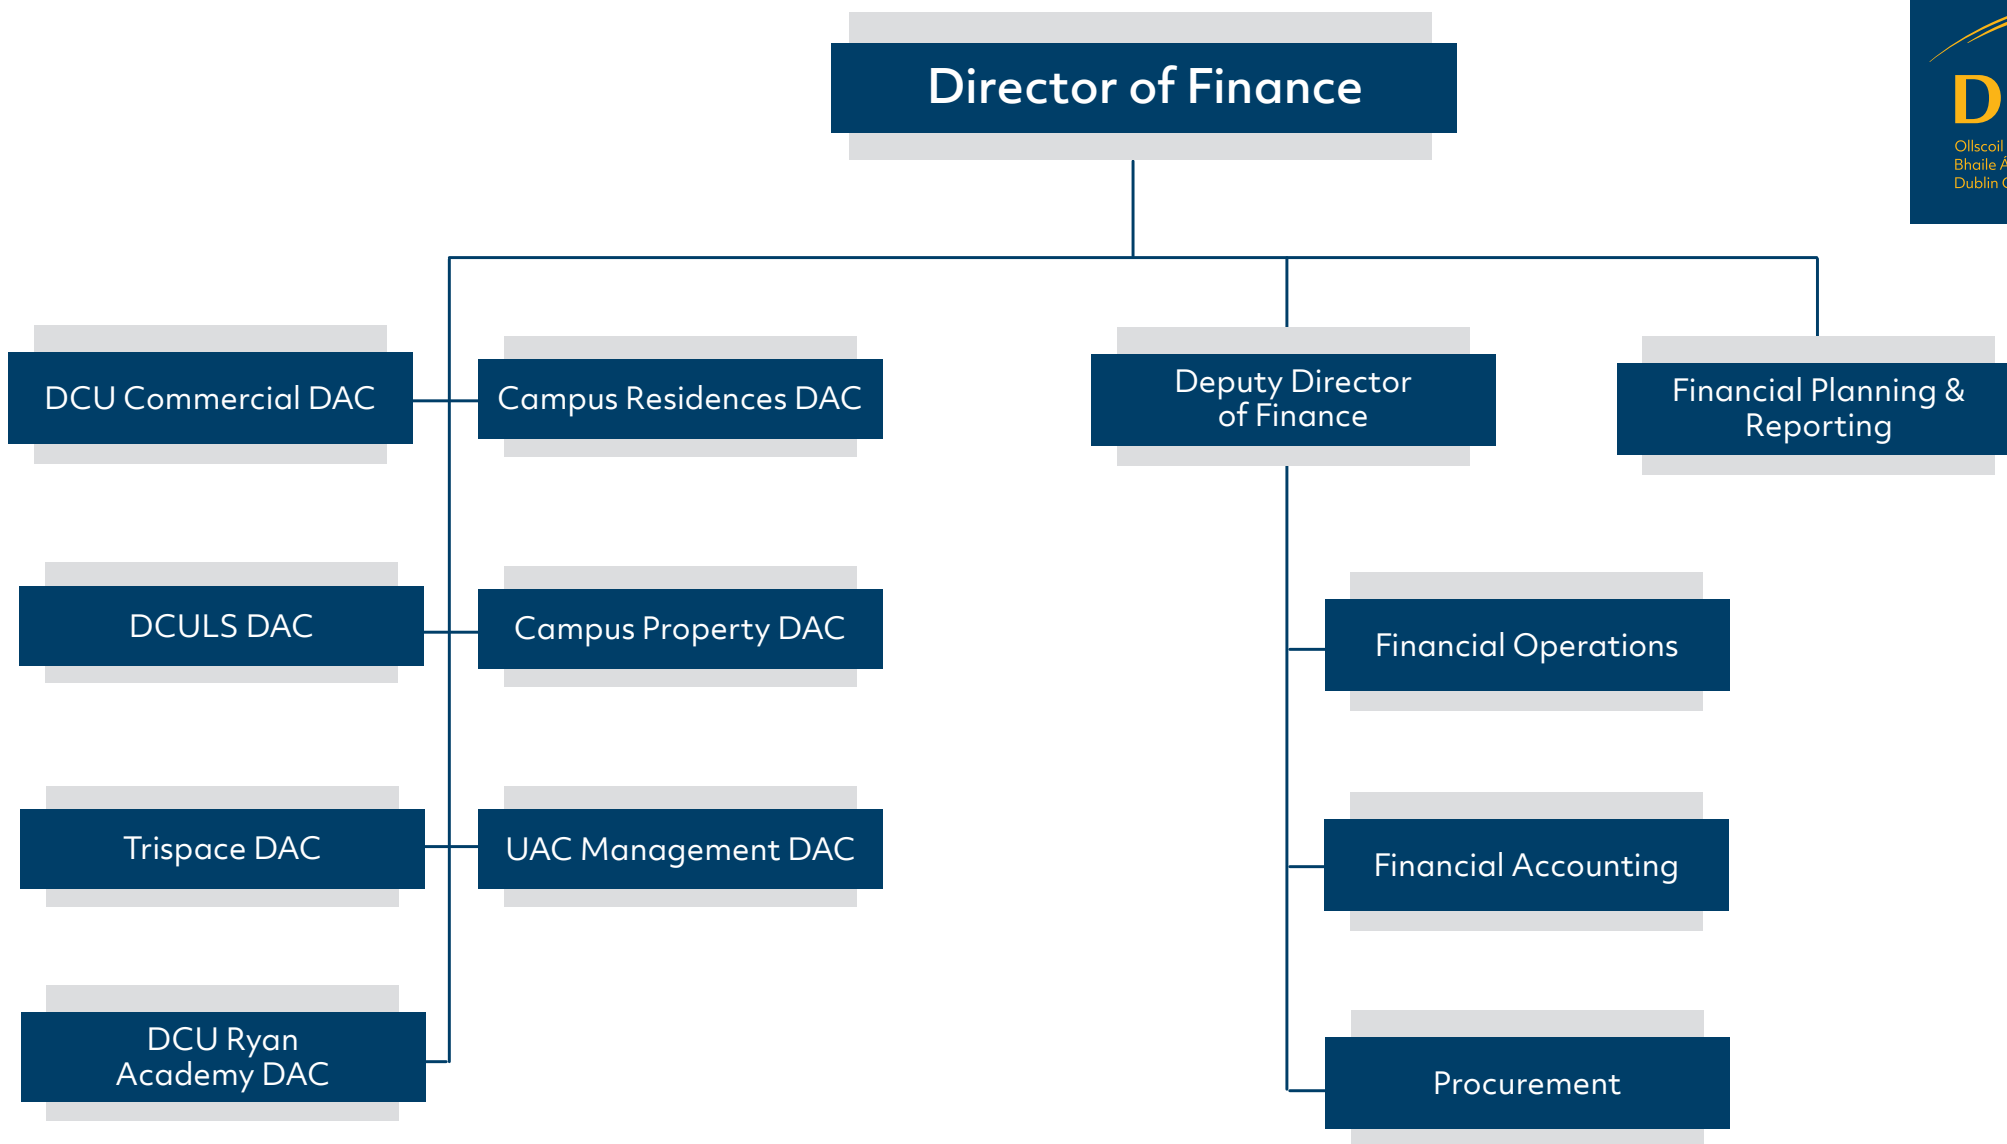 Director of Finance
D
Ollscoil
Bhaile
Dublin
DCU Commercial DAC
Campus Residences DAC
Deputy Director
of Finance
Financial Planning &
Reporting
DCULS DAC
Campus Property DAC
Financial Operations
Trispace DAC
UAC Management DAC
Financial Accounting
DCU Ryan
Academy DAC
Procurement